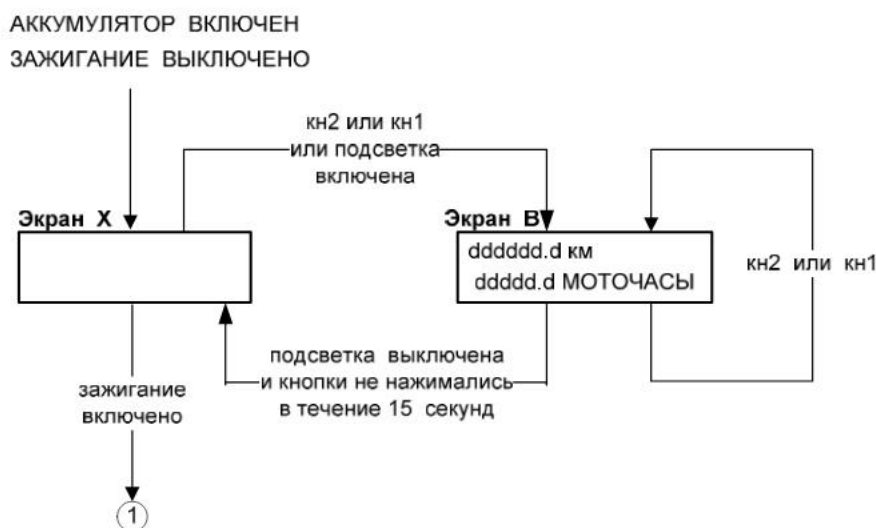 АККУМУЛЯТОР ВКЛЮЧЕН
ЗАЖИГАНИЕ ВЫКЛЮЧЕНО
кн2 или кн1
или подсветка
включена
Экран X
Экран В
dddddd.d км
ddddd.d МОТОЧАСЫ
кн2 или кн1
подсветка выключена
и кнопки не нажимались
в течение 15 секунд
зажигание
включено
1